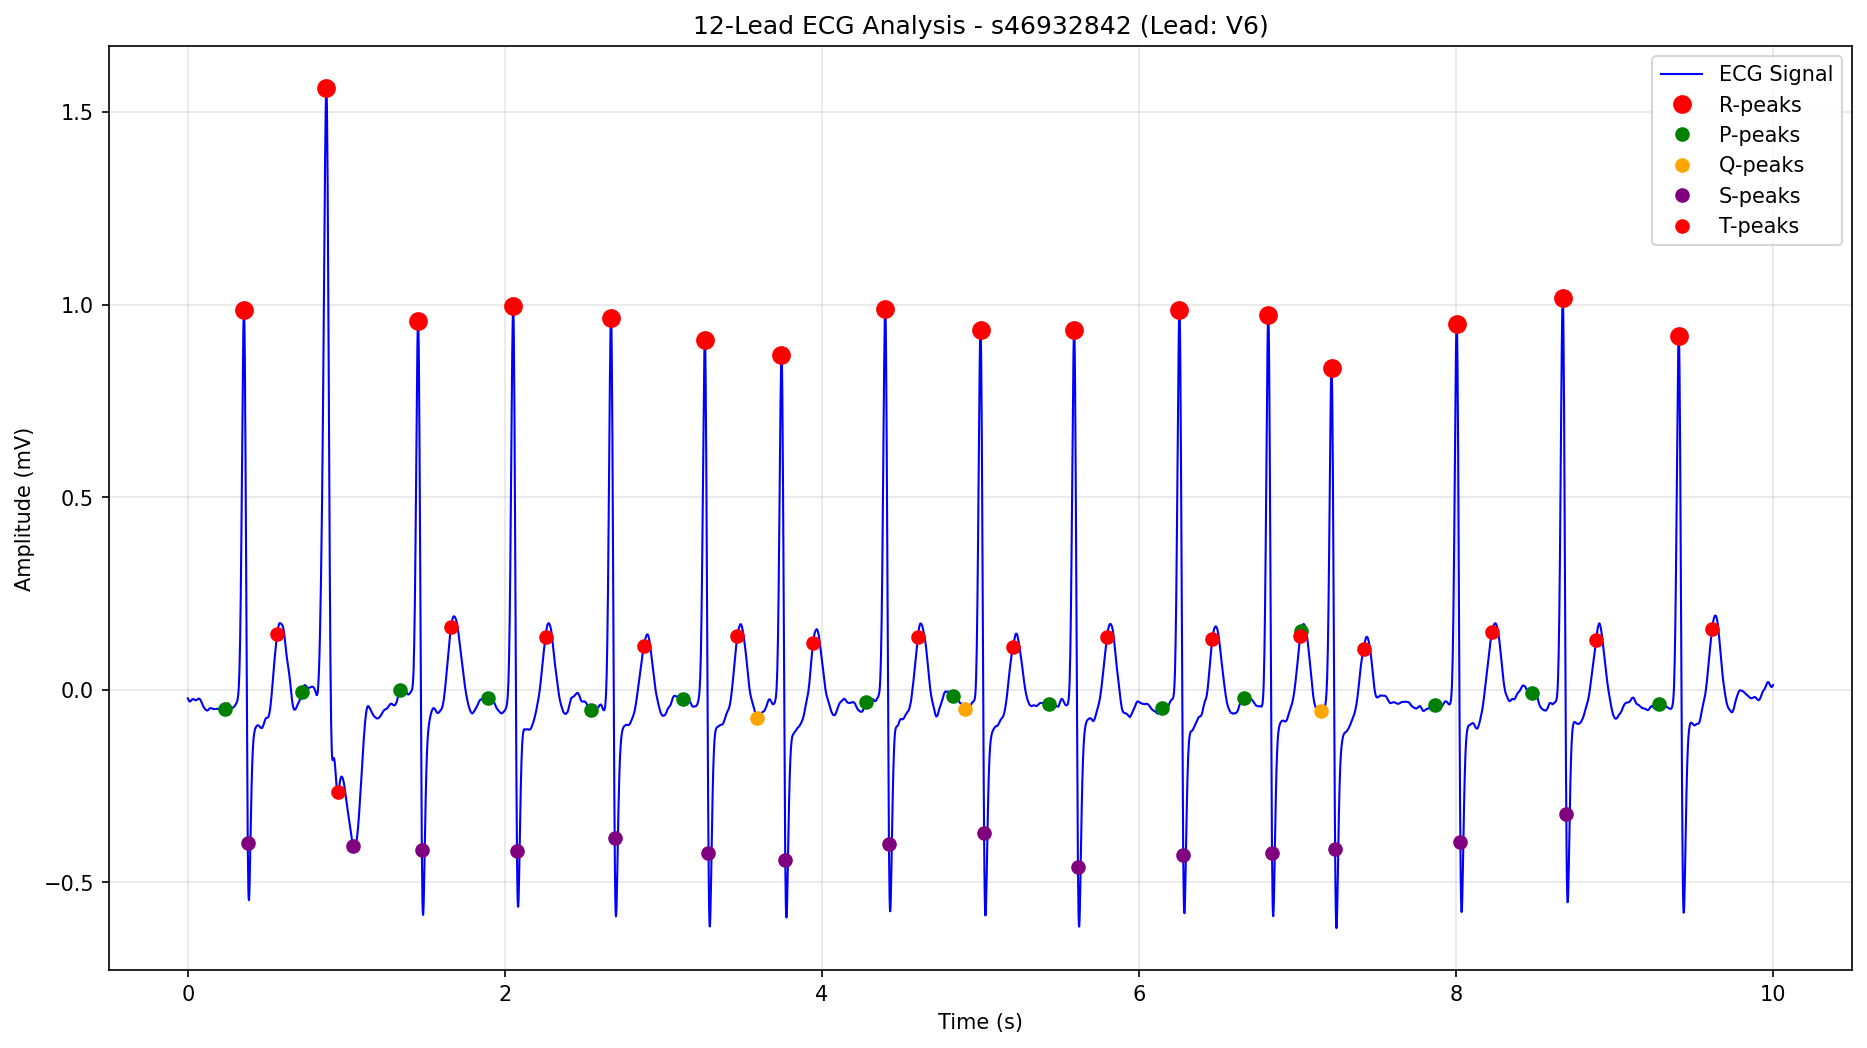 12-Lead ECG Analysis - s46932842 (Lead: V6)
ECG Signal
R-peaks
P-peaks
Q-peaks
S-peaks
T-peaks
Amplitude (mV)
1.5
1.0
0.5
0.0
−0.5
0
2
4
6
8
10
Time (s)